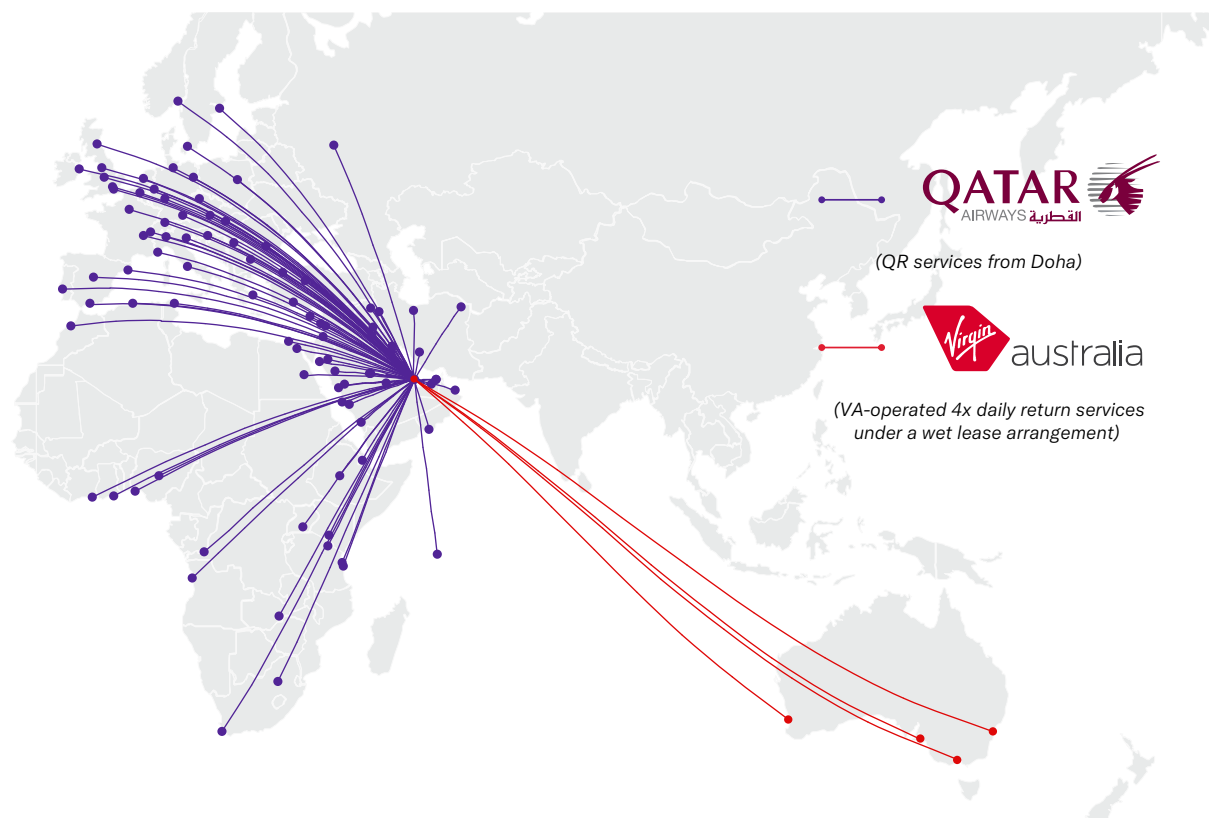 QATAR
AIRWAYS القطرية
(QR services from Doha)
Virgin
australia
(VA-operated 4x daily return services
under a wet lease arrangement)